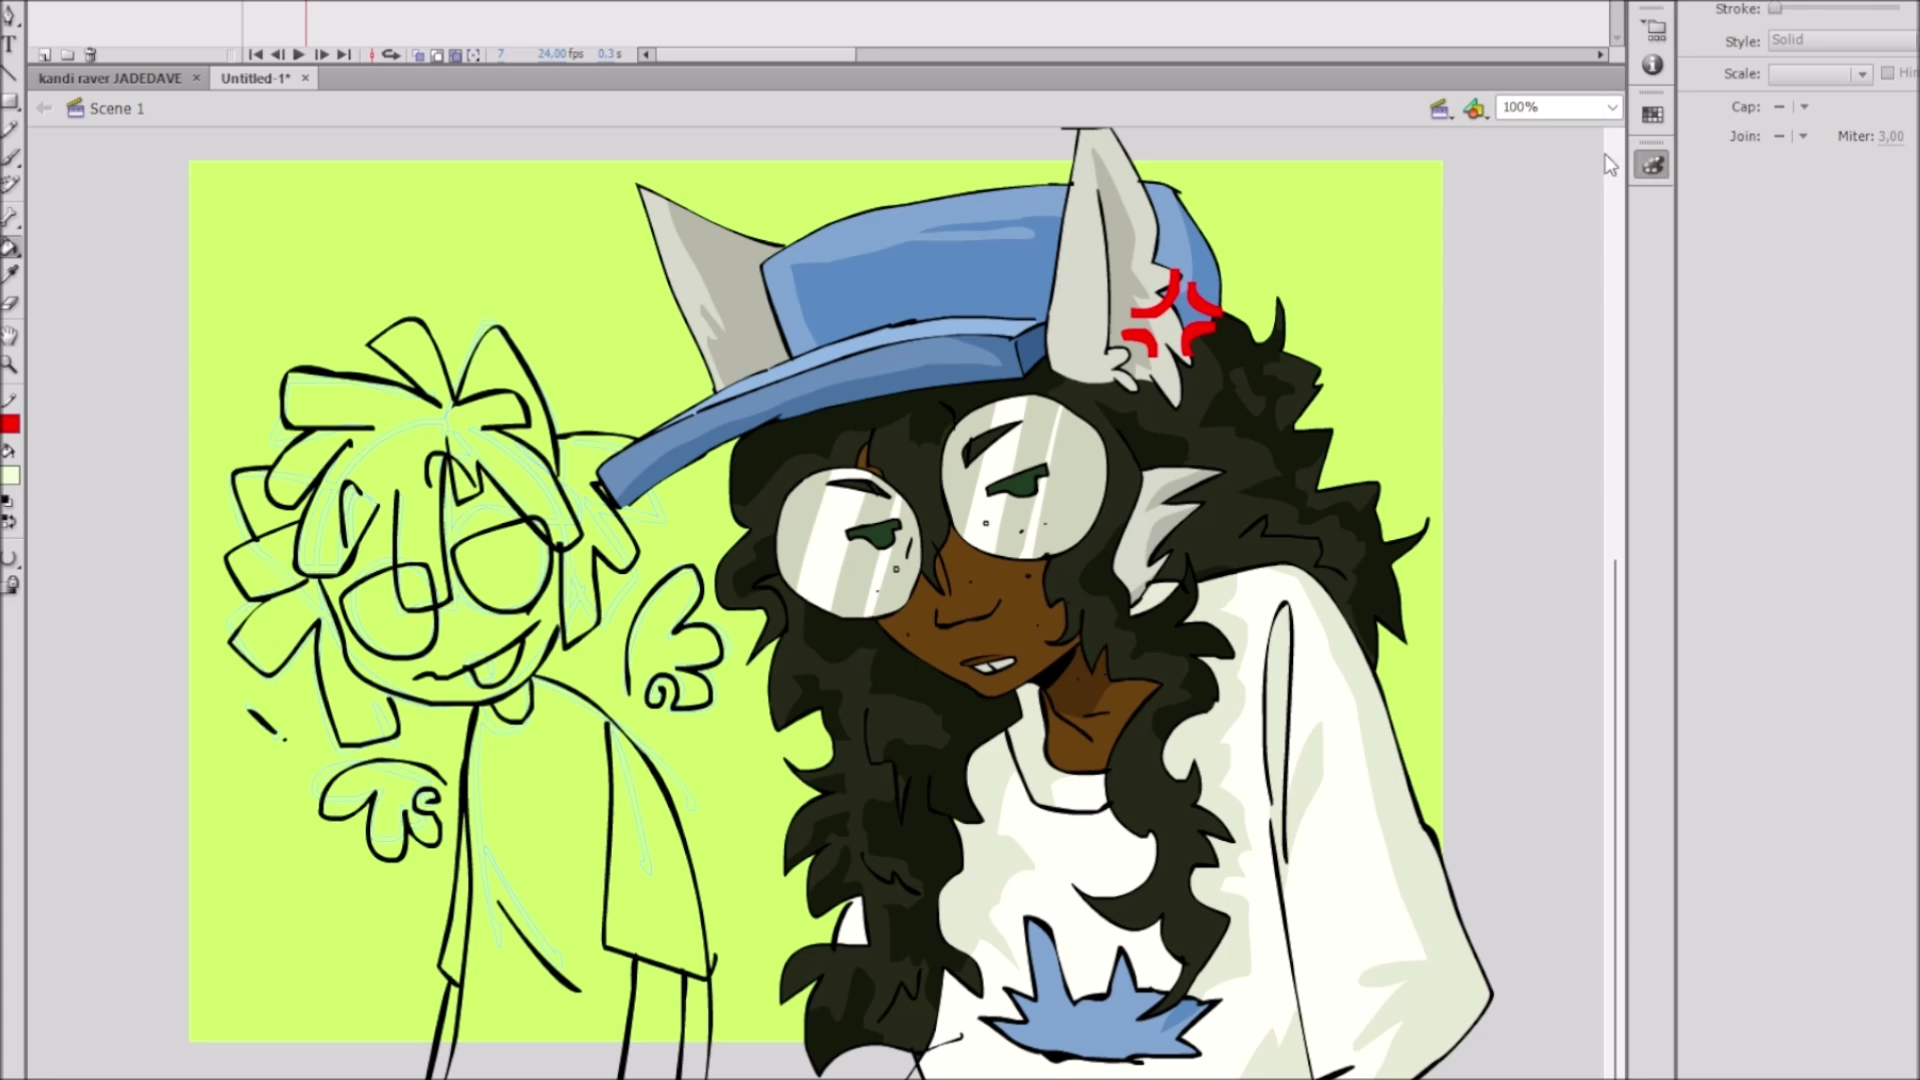 Stroke:
T
7 24.00 fps 0.3 s
Style: Solid
kandi raver JADEDAVE × Untitled-1* ×
Scale:
Scene 1 100%
Cap:
Join: Miter: 3,00